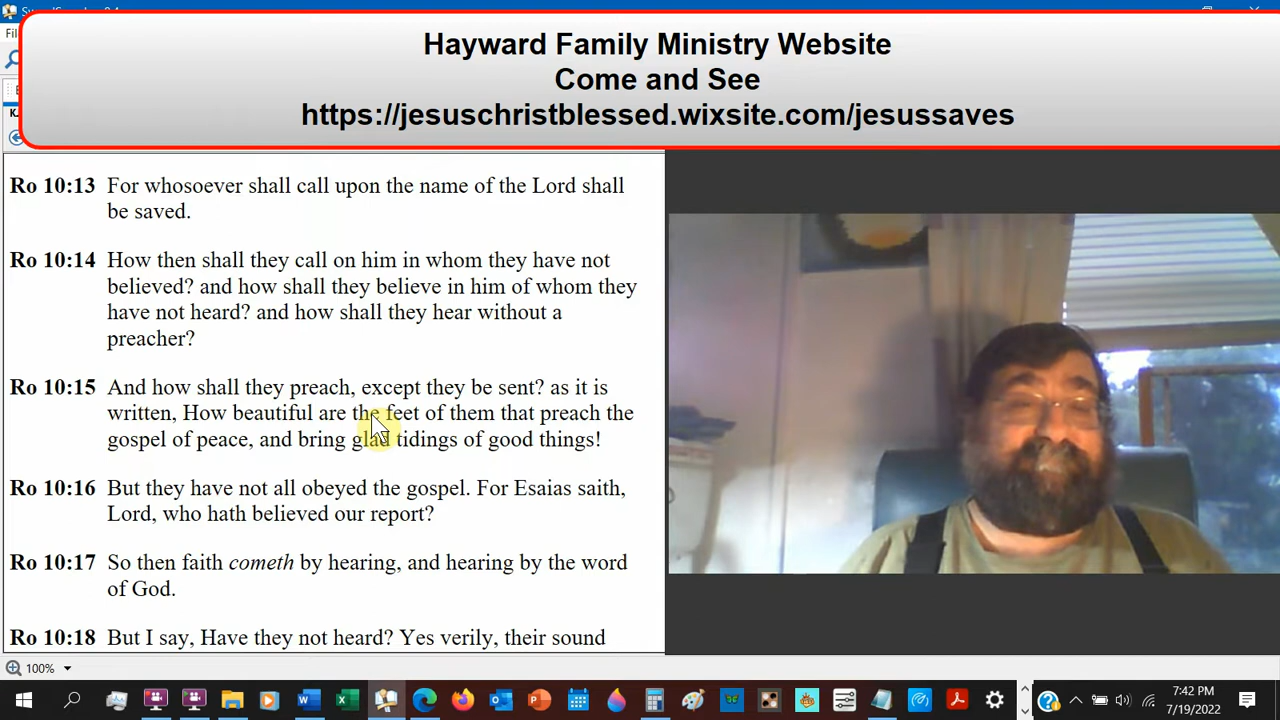 Hayward Family Ministry Website
Come and See
https://jesuschristblessed.wixsite.com/jesussaves
Ro 10:13 For whosoever shall call upon the name of the Lord shall
be saved.
Ro 10:14 How then shall they call on him in whom they have not
believed? and how shall they believe in him of whom they
have not heard? and how shall they hear without a
preacher?
Ro 10:15 And how shall they preach, except they be sent? as it is
written, How beautiful are the feet of them that preach the
gospel of peace, and bring glad tidings of good things!
Ro 10:16 But they have not all obeyed the gospel. For Esaias saith,
Lord, who hath believed our report?
Ro 10:17 So then faith cometh by hearing, and hearing by the word
of God.
Ro 10:18 But I say, Have they not heard? Yes verily, their sound
100%
7:42 PM
7/19/2022